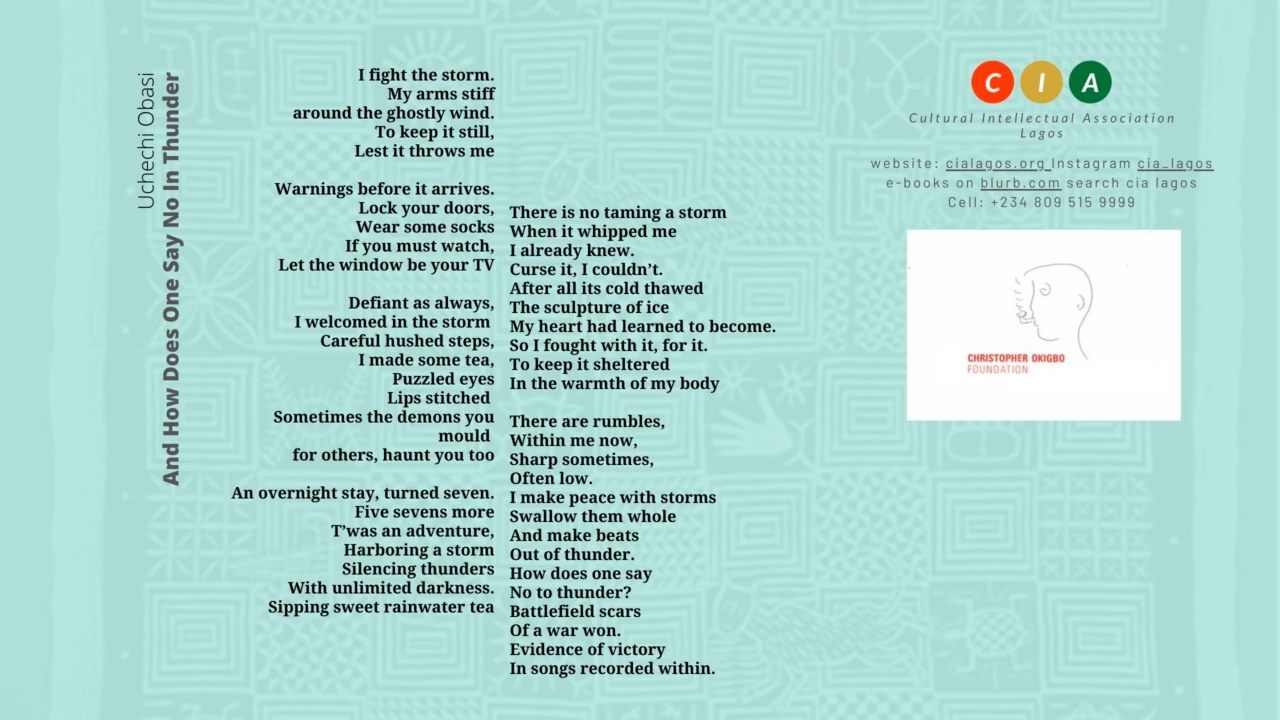 Uchechi Obasi
And How Does One Say No In Thunder
I fight the storm.
My arms stiff
around the ghostly wind.
To keep it still,
Lest it throws me
Warnings before it arrives.
Lock your doors,
Wear some socks
If you must watch,
Let the window be your TV
Defiant as always,
I welcomed in the storm
Careful hushed steps,
I made some tea,
Puzzled eyes
Lips stitched
Sometimes the demons you
mould
for others, haunt you too
An overnight stay, turned seven.
Five sevens more
T’was an adventure,
Harboring a storm
Silencing thunders
With unlimited darkness.
Sipping sweet rainwater tea
There is no taming a storm
When it whipped me
I already knew.
Curse it, I couldn’t.
After all its cold thawed
The sculpture of ice
My heart had learned to become.
So I fought with it, for it.
To keep it sheltered
In the warmth of my body
There are rumbles,
Within me now,
Sharp sometimes,
Often low.
I make peace with storms
Swallow them whole
And make beats
Out of thunder.
How does one say
No to thunder?
Battlefield scars
Of a war won.
Evidence of victory
In songs recorded within.
C I A
Cultural Intellectual Association
Lagos
website: cialagos.org Instagram cia_lagos
e-books on blurb.com search cia lagos
Cell: +234 809 515 9999
CHRISTOPHER OKIGBO
FOUNDATION